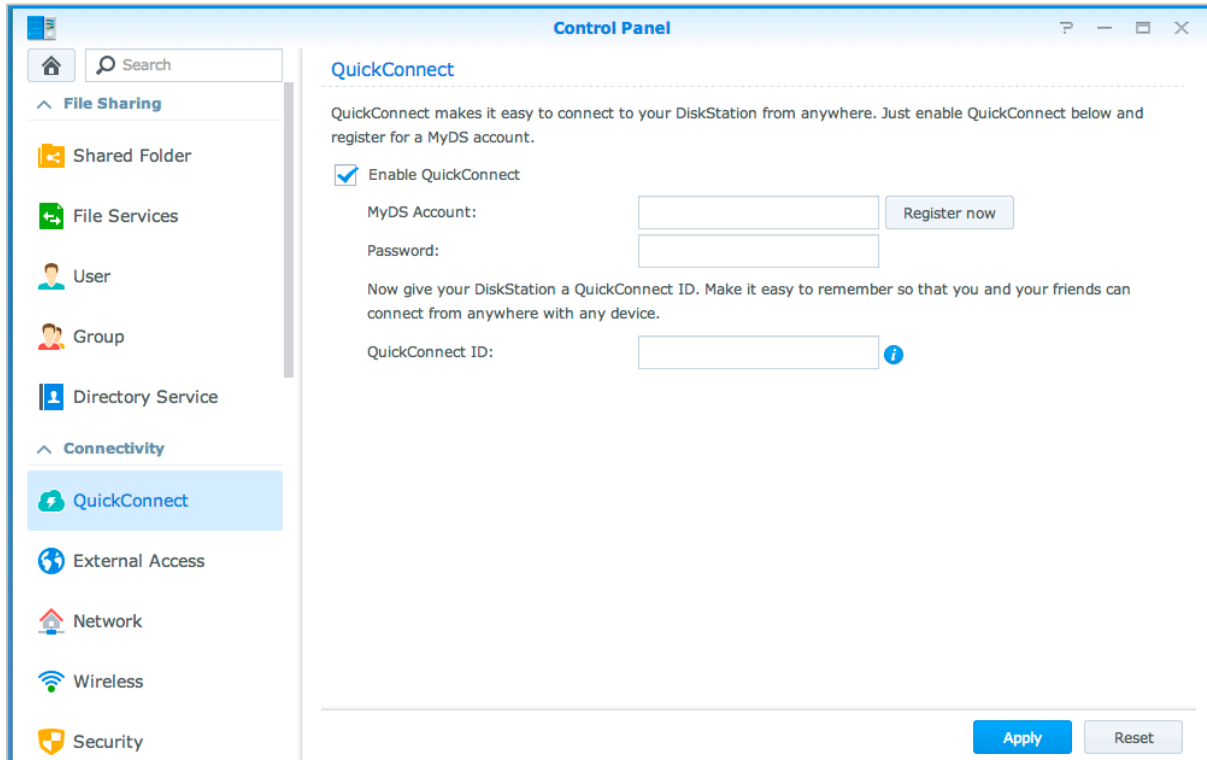 Control Panel
Search
File Sharing
Shared Folder
File Services
User
Group
Directory Service
Connectivity
QuickConnect
External Access
Network
Wireless
Security
QuickConnect
QuickConnect makes it easy to connect to your DiskStation from anywhere. Just enable QuickConnect below and
register for a MyDS account.
Enable QuickConnect
MyDS Account:
Register now
Password:
Now give your DiskStation a QuickConnect ID. Make it easy to remember so that you and your friends can
connect from anywhere with any device.
QuickConnect ID:
Apply
Reset